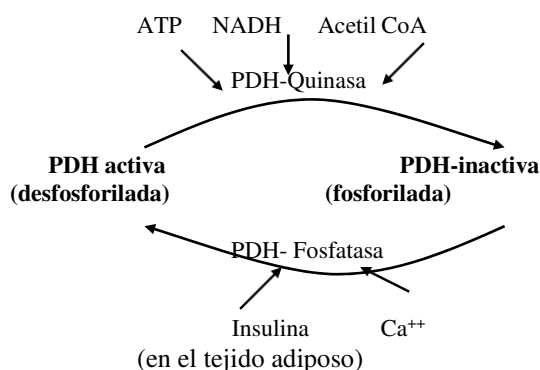 ATP NADH Acetil CoA
PDH-Quinasa
PDH activa PDH-inactiva
(desfosforilada) (fosforilada)
PDH- Fosfatasa
Insulina Ca⁺⁺
(en el tejido adiposo)